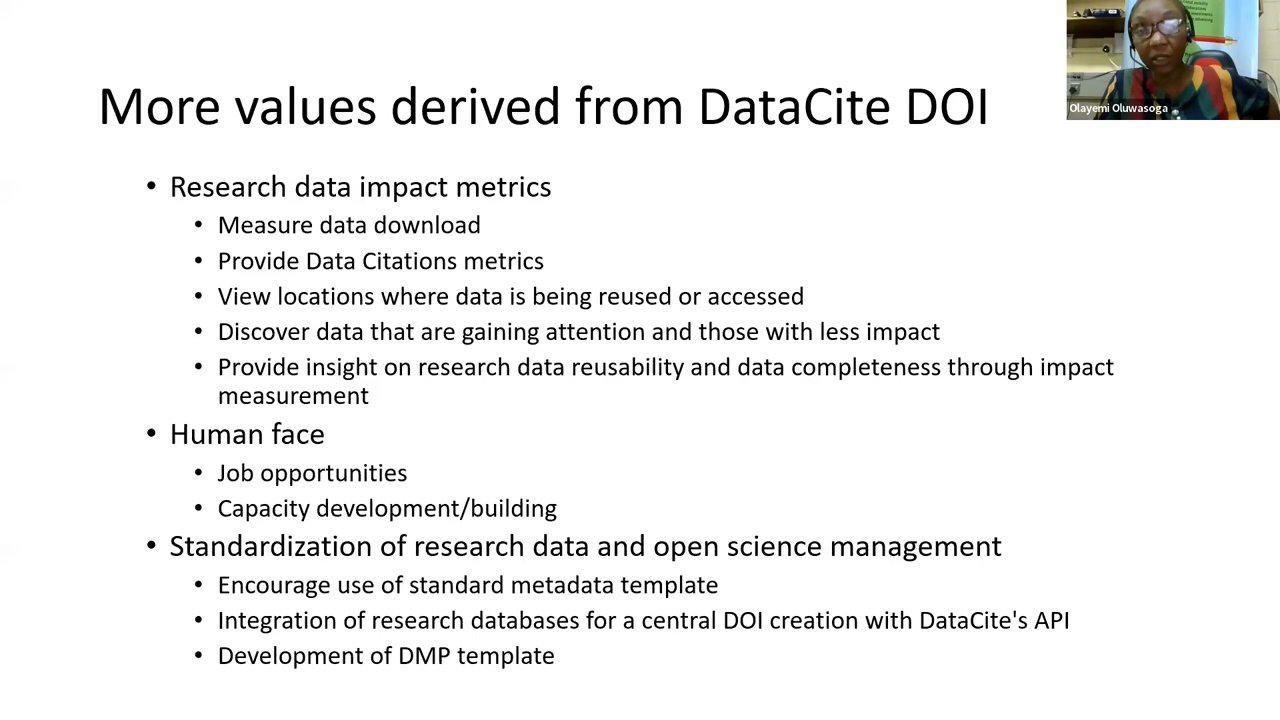 More values derived from DataCite DOI
Olayemi Oluwasoga
• Research data impact metrics
• Measure data download
• Provide Data Citations metrics
• View locations where data is being reused or accessed
• Discover data that are gaining attention and those with less impact
• Provide insight on research data reusability and data completeness through impact
measurement
• Human face
• Job opportunities
• Capacity development/building
• Standardization of research data and open science management
• Encourage use of standard metadata template
• Integration of research databases for a central DOI creation with DataCite's API
• Development of DMP template